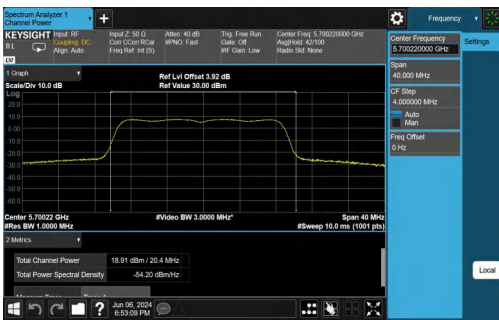 Spectrum Analyzer 1
Channel Power
Frequency
KEYSIGHT
R L
Input: RF
Coupling: DC
Align: Auto
Input Z: 50 Ω
Corr CCorr RCal
Freq Ref: Int (S)
Atten: 40 dB
#PNO: Fast
Trig: Free Run
Gate: Off
#IF Gain: Low
Center Freq: 5.700220000 GHz
Avg|Hold: 42/100
Radio Std: None
LV
1 Graph
Scale/Div 10.0 dB
Ref Lvl Offset 3.92 dB
Ref Value 30.00 dBm
Log
20.0
10.0
0.00
-10.0
-20.0
-30.0
-40.0
-50.0
-60.0
Center 5.70022 GHz
#Res BW 1.0000 MHz
#Video BW 3.0000 MHz*
Span 40 MHz
#Sweep 10.0 ms (1001 pts)
2 Metrics
Total Channel Power 18.91 dBm / 20.4 MHz
Total Power Spectral Density -54.20 dBm/Hz
Jun 06, 2024
6:53:09 PM
Center Frequency
5.700220000 GHz
Span
40.000 MHz
CF Step
4.000000 MHz
Auto
Man
Freq Offset
0 Hz
Settings
Local